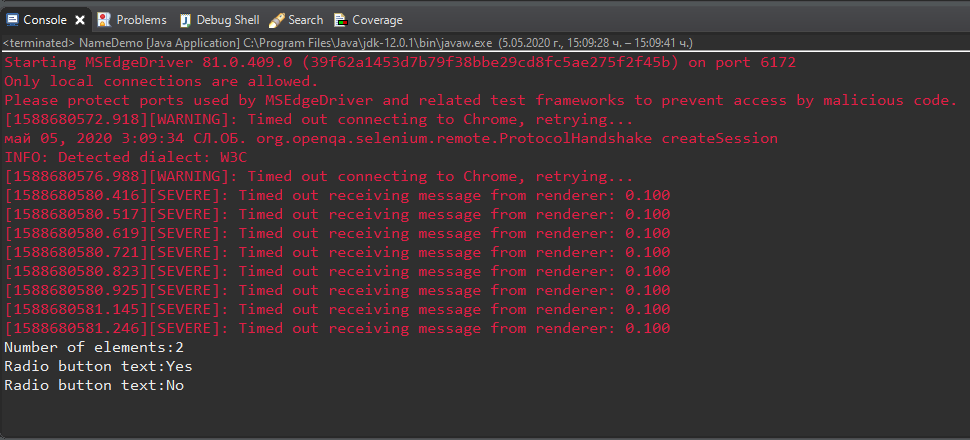 Console Problems Debug Shell Search Coverage
<terminated> NameDemo [Java Application] C:\Program Files\Java\jdk-12.0.1\bin\javaw.exe (5.05.2020 г., 15:09:28 ч. – 15:09:41 ч.)
Starting MSEdgeDriver 81.0.409.0 (39f62a1453d7b79f38bbe29cd8fc5ae275f2f45b) on port 6172
Only local connections are allowed.
Please protect ports used by MSEdgeDriver and related test frameworks to prevent access by malicious code.
[1588680572.918][WARNING]: Timed out connecting to Chrome, retrying...
май 05, 2020 3:09:34 СЛ.ОБ. org.openqa.selenium.remote.ProtocolHandshake createSession
INFO: Detected dialect: W3C
[1588680576.988][WARNING]: Timed out connecting to Chrome, retrying...
[1588680580.416][SEVERE]: Timed out receiving message from renderer: 0.100
[1588680580.517][SEVERE]: Timed out receiving message from renderer: 0.100
[1588680580.619][SEVERE]: Timed out receiving message from renderer: 0.100
[1588680580.721][SEVERE]: Timed out receiving message from renderer: 0.100
[1588680580.823][SEVERE]: Timed out receiving message from renderer: 0.100
[1588680580.925][SEVERE]: Timed out receiving message from renderer: 0.100
[1588680581.145][SEVERE]: Timed out receiving message from renderer: 0.100
[1588680581.246][SEVERE]: Timed out receiving message from renderer: 0.100
Number of elements:2
Radio button text:Yes
Radio button text:No